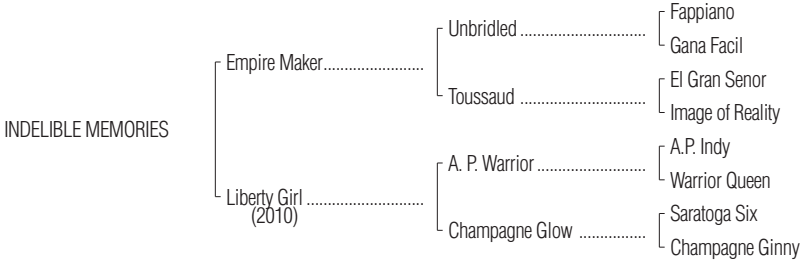 Fappiano
Unbridled ..............................
Gana Facil
Empire Maker........................
El Gran Senor
Toussaud ..............................
Image of Reality
INDELIBLE MEMORIES
A.P. Indy
A. P. Warrior ..........................
Warrior Queen
Liberty Girl ............................
(2010)
Saratoga Six
Champagne Glow ................
Champagne Ginny